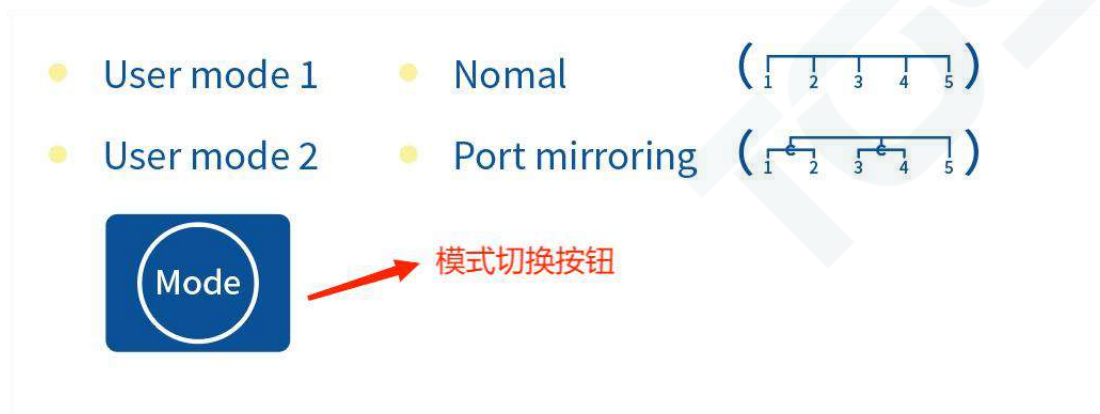 User mode 1 Nomal ( 1 2 3 4 5 )
User mode 2 Port mirroring ( 1 c 2 3 c 4 5 )
模式切换按钮
Mode